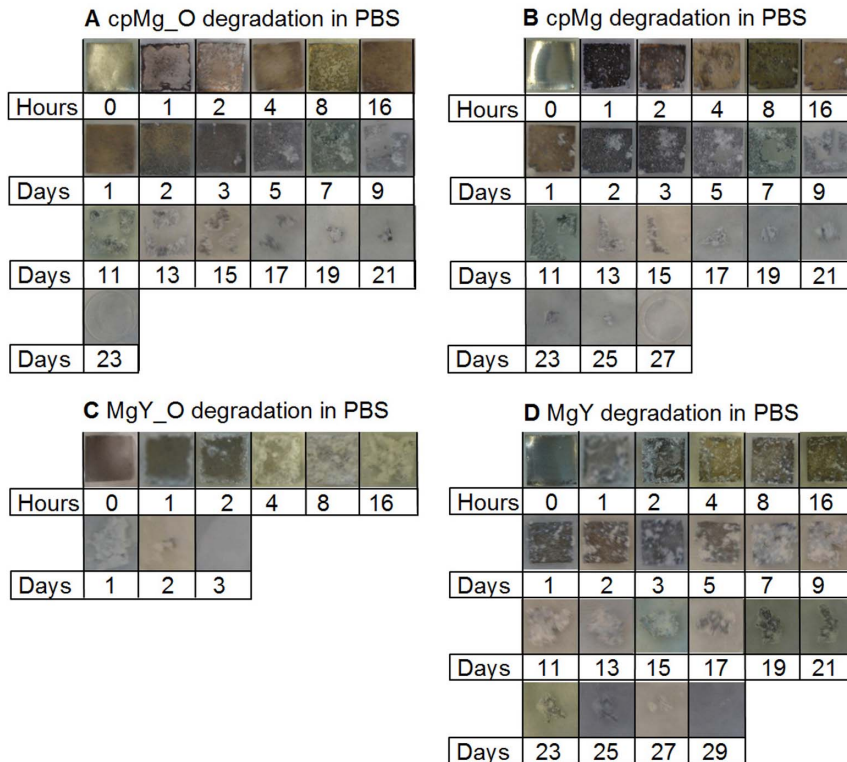 A cpMg_O degradation in PBS
Hours 0 1 2 4 8 16
Days 1 2 3 5 7 9
Days 11 13 15 17 19 21
Days 23
B cpMg degradation in PBS
Hours 0 1 2 4 8 16
Days 1 2 3 5 7 9
Days 11 13 15 17 19 21
Days 23 25 27
C MgY_O degradation in PBS
Hours 0 1 2 4 8 16
Days 1 2 3
D MgY degradation in PBS
Hours 0 1 2 4 8 16
Days 1 2 3 5 7 9
Days 11 13 15 17 19 21
Days 23 25 27 29